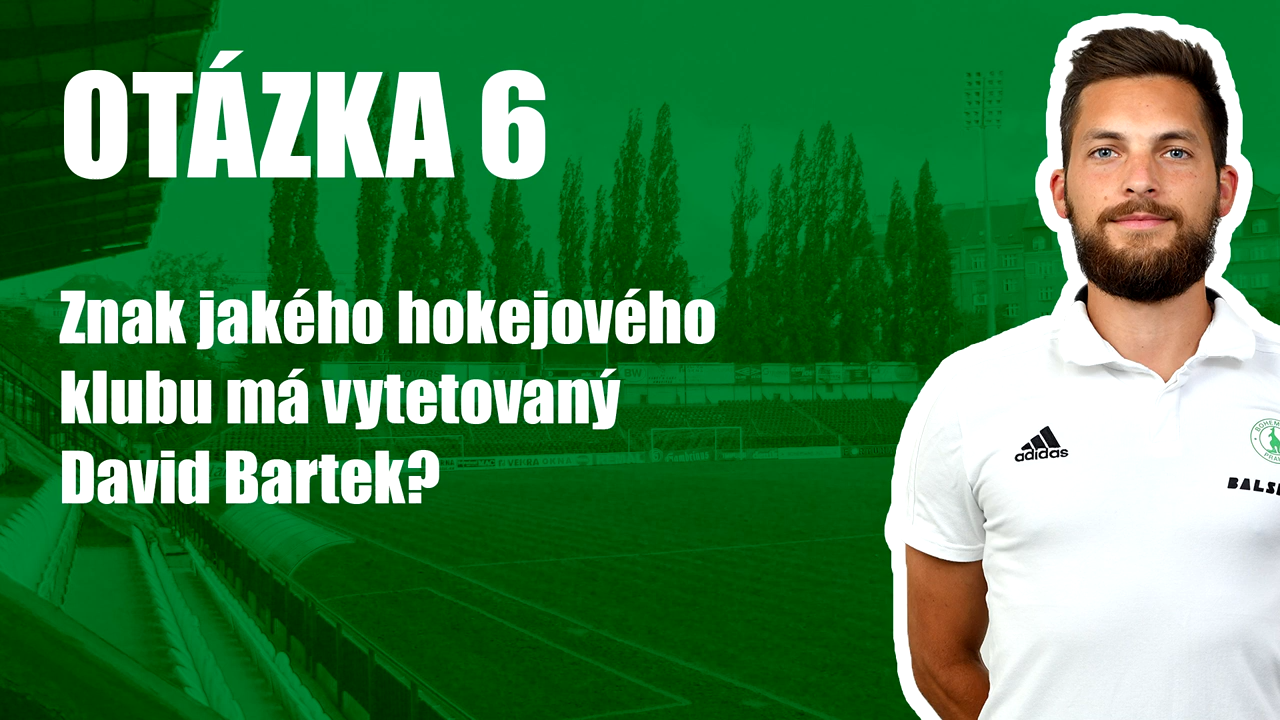 OTÁZKA 6
Znak jakého hokejového
klubu má vytetovaný
David Bartek?
adidas